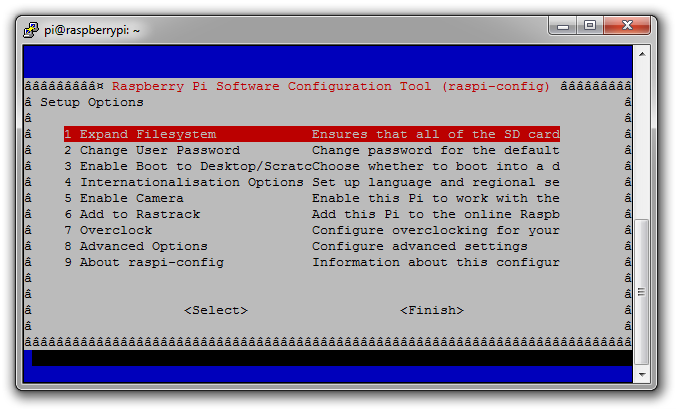 pi@raspberrypi: ~
âââââââââ¤ Raspberry Pi Software Configuration Tool (raspi-config) âââââââââ
â Setup Options â
â â
â 1 Expand Filesystem Ensures that all of the SD card â
â 2 Change User Password Change password for the default â
â 3 Enable Boot to Desktop/ScratcChoose whether to boot into a d â
â 4 Internationalisation Options Set up language and regional se â
â 5 Enable Camera Enable this Pi to work with the â
â 6 Add to Rastrack Add this Pi to the online Raspb â
â 7 Overclock Configure overclocking for your â
â 8 Advanced Options Configure advanced settings â
â 9 About raspi-config Information about this configur â
â â
â â
â <Select> <Finish> â
â â
ââââââââââââââââââââââââââââââââââââââââââââââââââââââââââââââââââââââââââââ